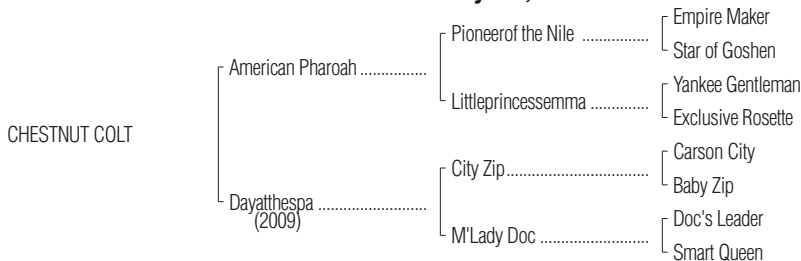 Empire Maker
Pioneerof the Nile ................
Star of Goshen
American Pharoah ................
Yankee Gentleman
Littleprincessemma ..............
Exclusive Rosette
CHESTNUT COLT
Carson City
City Zip...................................
Baby Zip
Dayatthespa ..........................
(2009)
Doc's Leader
M'Lady Doc ..........................
Smart Queen